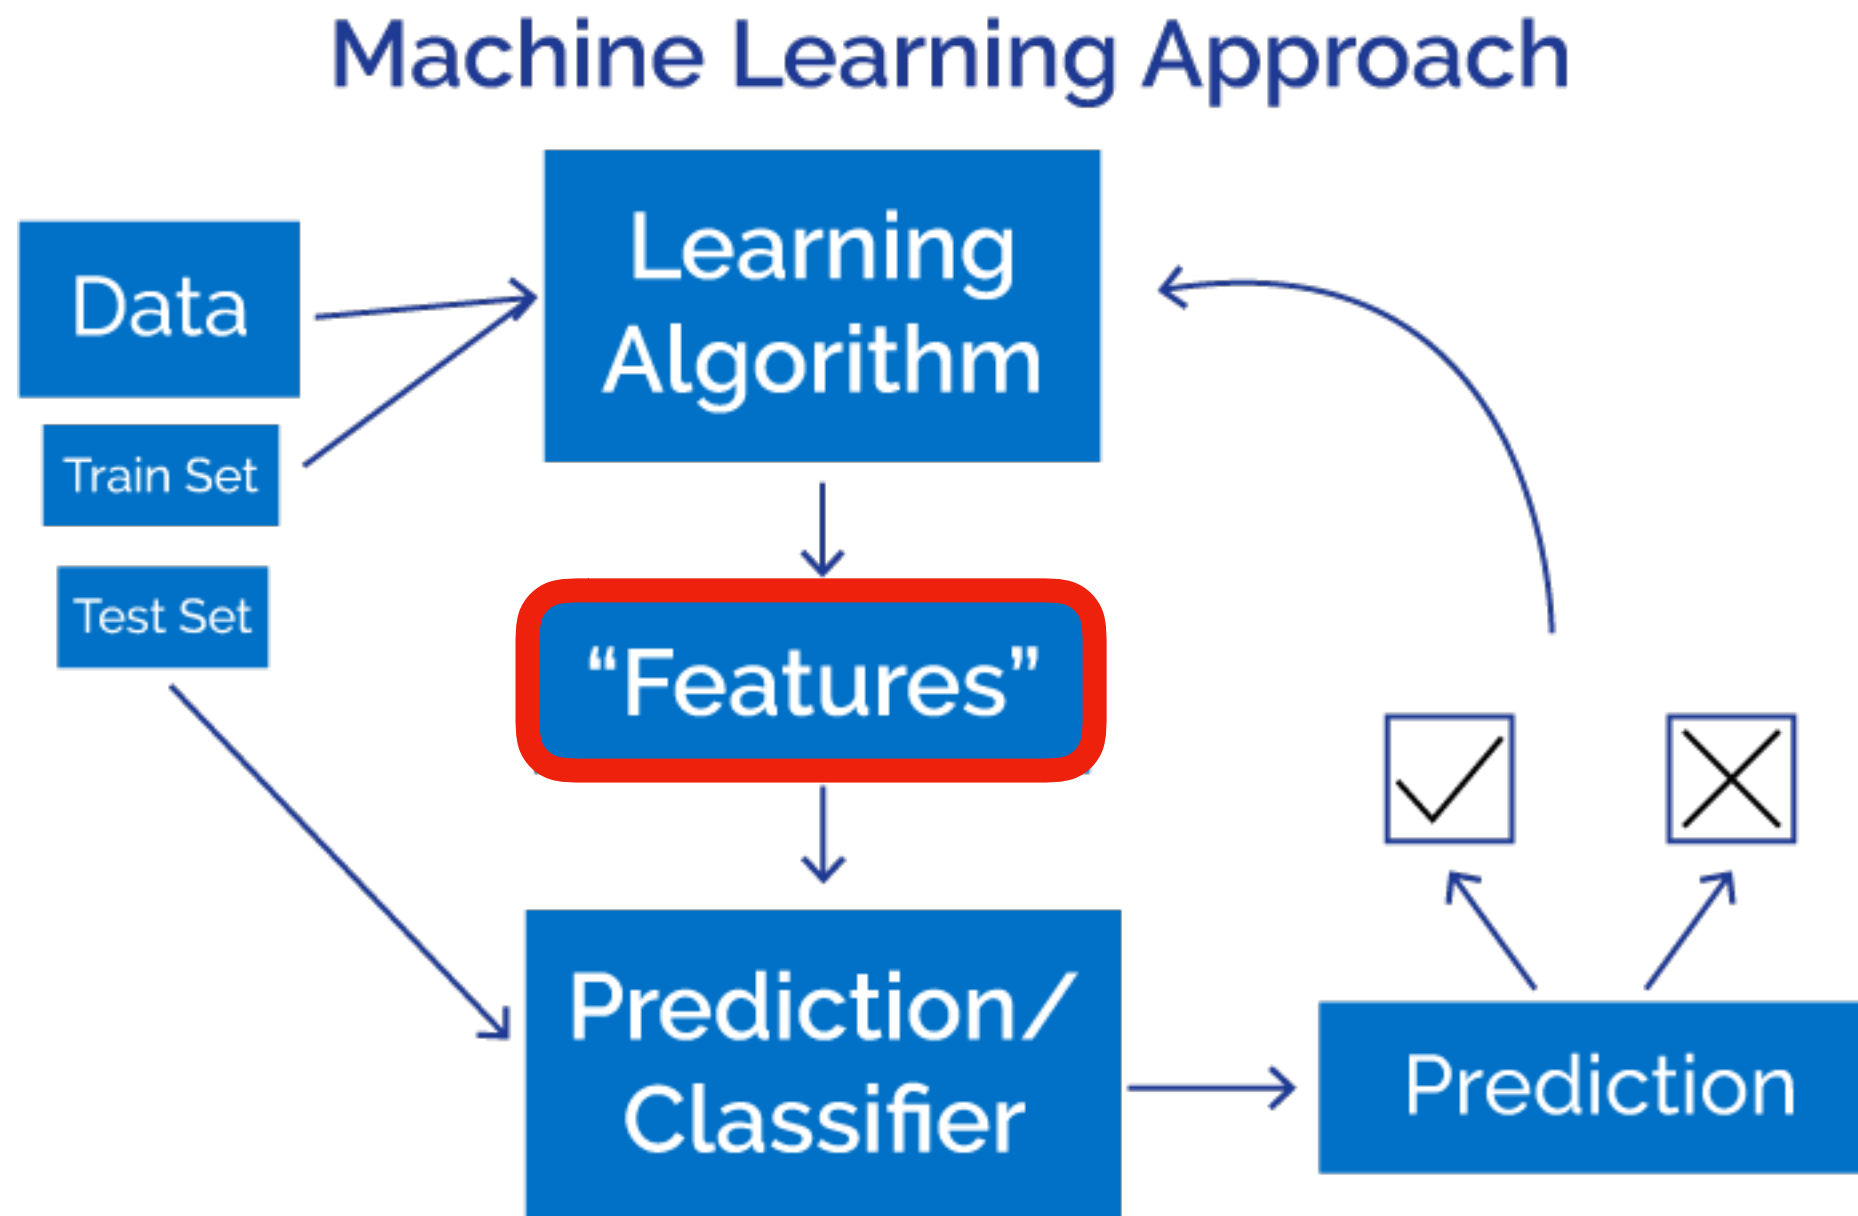 Machine Learning Approach
Data
Train Set
Test Set
Learning
Algorithm
“Features”
Prediction/
Classifier
Prediction